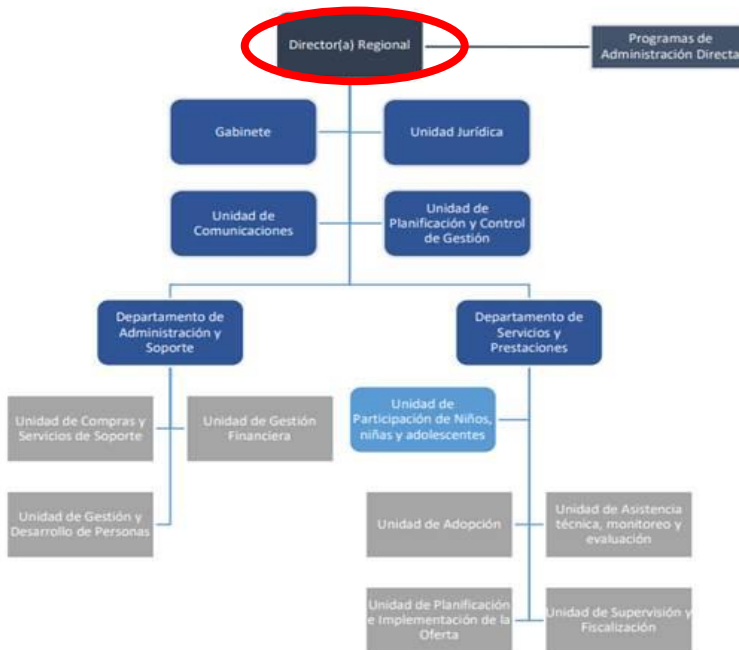 Director(a) Regional
Programas de
Administración Directa
Gabinete
Unidad Jurídica
Unidad de
Comunicaciones
Unidad de
Planificación y Control
de Gestión
Departamento de
Administración y
Soporte
Departamento de
Servicios y
Prestaciones
Unidad de Compras y
Servicios de Soporte
Unidad de Gestión
Financiera
Unidad de
Participación de Niños,
niñas y adolescentes
Unidad de Gestión y
Desarrollo de Personas
Unidad de Adopción
Unidad de Asistencia
técnica, monitoreo y
evaluación
Unidad de Planificación
e Implementación de la
Oferta
Unidad de Supervisión y
Fiscalización